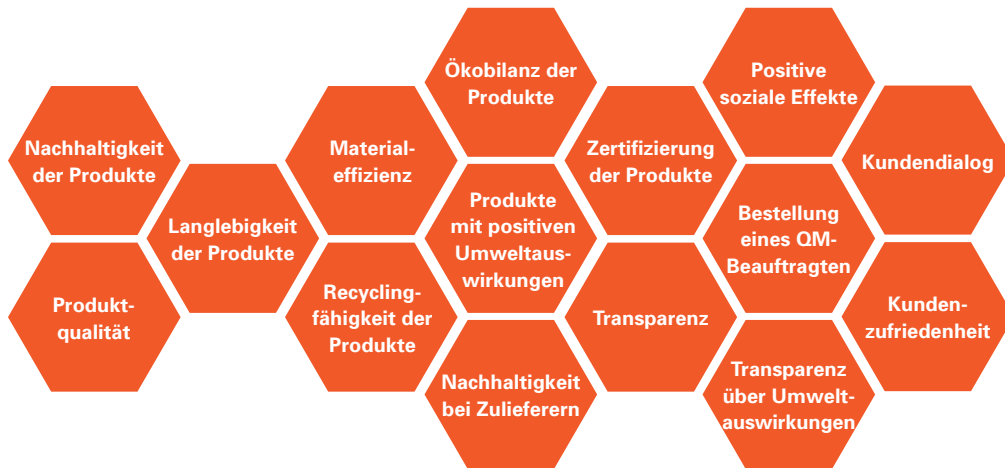 Nachhaltigkeit
der Produkte
Produkt-
qualität
Langlebigkeit
der Produkte
Material-
effizienz
Recycling-
fähigkeit der
Produkte
Ökobilanz der
Produkte
Produkte
mit positiven
Umweltaus-
wirkungen
Nachhaltigkeit
bei Zulieferern
Zertifizierung
der Produkte
Transparenz
Positive
soziale Effekte
Bestellung
eines QM-
Beauftragten
Transparenz
über Umwelt-
auswirkungen
Kundendialog
Kunden-
zufriedenheit